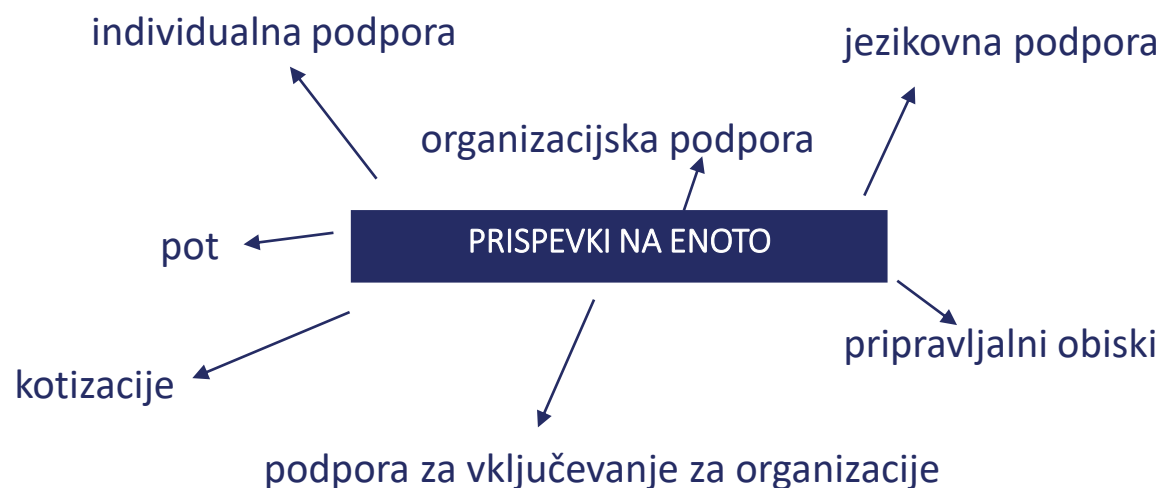 individualna podpora
jezikovna podpora
organizacijska podpora
pot
PRISPEVKI NA ENOTO
pripravljalni obiski
kotizacije
podpora za vključevanje za organizacije